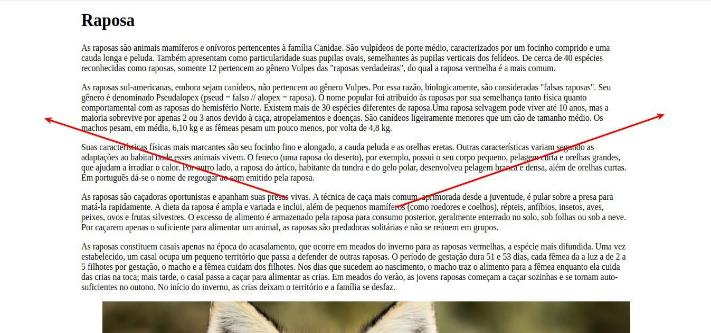 Raposa
As raposas são animais mamíferos e onívoros pertencentes à família Canidae. São vulpídeos de porte médio, caracterizados por um focinho comprido e uma
cauda longa e peluda. Também apresentam como particularidade suas pupilas ovais, semelhantes às pupilas verticais dos felídeos. De cerca de 40 espécies
reconhecidas como raposas, somente 12 pertencem ao gênero Vulpes das "raposas verdadeiras", do qual a raposa vermelha é a mais comum.
As raposas sul-americanas, embora sejam canídeos, não pertencem ao gênero Vulpes. Por essa razão, biologicamente, são consideradas "falsas raposas". Seu
gênero é denominado Pseudalopex (pseud = falso // alopex = raposa). O nome popular foi atribuído às raposas por sua semelhança tanto física quanto
comportamental com as raposas do hemisfério Norte. Existem mais de 30 espécies diferentes de raposa.Uma raposa selvagem pode viver até 10 anos, mas a
maioria sobrevive por apenas 2 ou 3 anos devido à caça, atropelamentos e doenças. São canídeos ligeiramente menores que um cão de tamanho médio. Os
machos pesam, em média, 6,10 kg e as fêmeas pesam um pouco menos, por volta de 4,8 kg.
Suas características físicas mais marcantes são seu focinho fino e alongado, a cauda peluda e as orelhas eretas. Outras características variam segundo as
adaptações ao habitat onde esses animais vivem. O feneco (uma raposa do deserto), por exemplo, possui o seu corpo pequeno, pelagem curta e orelhas grandes,
que ajudam a irradiar o calor. Por outro lado, a raposa do ártico, habitante da tundra e do gelo polar, desenvolveu pelagem branca e densa, além de orelhas curtas.
Em português dá-se o nome de regougar ao som emitido pela raposa.
As raposas são caçadoras oportunistas e apanham suas presas vivas. A técnica de caça mais comum, aprimorada desde a juventude, é pular sobre a presa para
matá-la rapidamente. A dieta da raposa é ampla e variada e inclui, além de pequenos mamíferos (como roedores e coelhos), répteis, anfíbios, insetos, aves,
peixes, ovos e frutas silvestres. O excesso de alimento é armazenado pela raposa para consumo posterior, geralmente enterrado no solo, sob folhas ou sob a neve.
Por caçarem apenas o suficiente para alimentar um animal, as raposas são predadoras solitárias e não se reúnem em grupos.
As raposas constituem casais apenas na época do acasalamento, que ocorre em meados do inverno para as raposas vermelhas, a espécie mais difundida. Uma vez
estabelecido, um casal ocupa um pequeno território que passa a defender de outras raposas. O período de gestação dura 51 e 53 dias, cada fêmea da a luz de 2 a
5 filhotes por gestação, o macho e a fêmea cuidam dos filhotes. Nos dias que sucedem ao nascimento, o macho traz o alimento para a fêmea enquanto ela cuida
das crias na toca; mais tarde, o casal passa a caçar para alimentar as crias. Em meados do verão, as jovens raposas começam a caçar sozinhas e se tornam auto-
suficientes no outono. No início do inverno, as crias deixam o território e a família se desfaz.